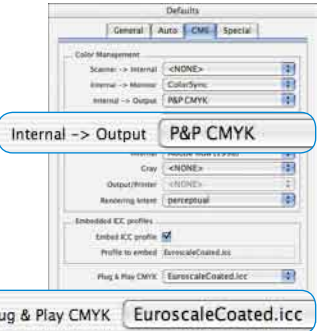 Defaults
General Auto CMS Special
Color Management
Scanner -> Internal <NONE>
Internal -> Monitor ColorSync
Internal -> Output P&P CMYK
Internal -> Output P&P CMYK
Gray <NONE>
Output/Printer <NONE>
Rendering Intent perceptual
Embedded ICC profiles
Embed ICC profile
Profile to embed EuroscaleCoated.icc
Plug & Play CMYK EuroscaleCoated.icc
ug & Play CMYK EuroscaleCoated.icc